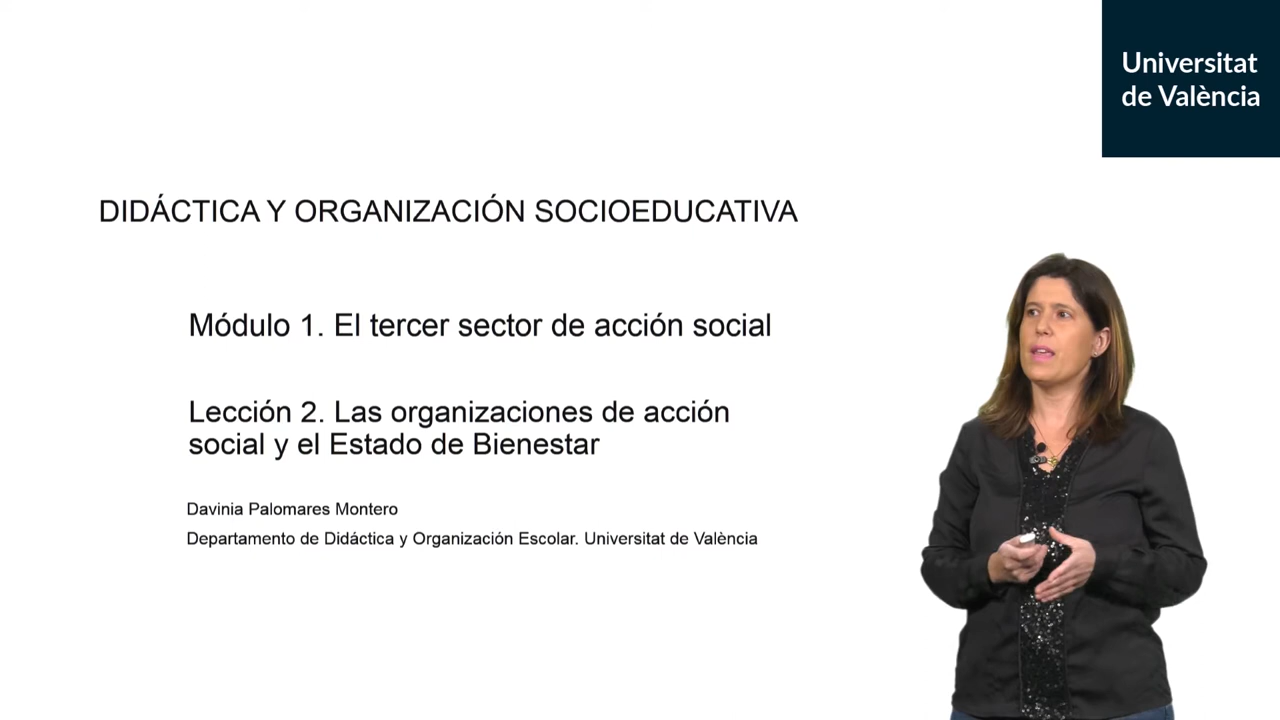 Universitat
de València
DIDÁCTICA Y ORGANIZACIÓN SOCIOEDUCATIVA
Módulo 1. El tercer sector de acción social
Lección 2. Las organizaciones de acción
social y el Estado de Bienestar
Davinia Palomares Montero
Departamento de Didáctica y Organización Escolar. Universitat de València